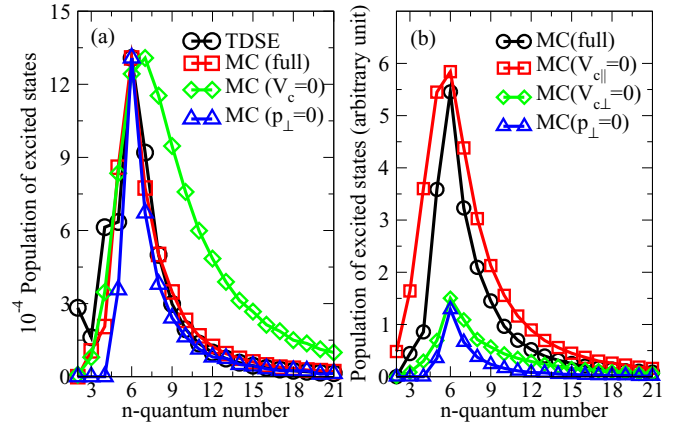 (a)
TDSE
MC (full)
MC (V_c=0)
MC (p_⊥=0)
10^-4 Population of excited states
15
12
9
6
3
0
3 6 9 12 15 18 21
n-quantum number
(b)
MC(full)
MC(V_c||=0)
MC(V_c⊥=0)
MC(p_⊥=0)
Population of excited states (arbitrary unit)
6
5
4
3
2
1
0
3 6 9 12 15 18 21
n-quantum number